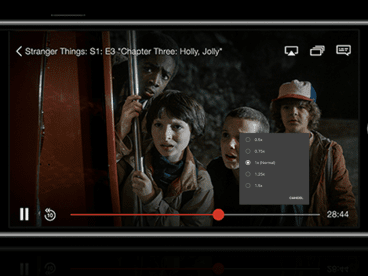 Stranger Things: S1: E3 "Chapter Three: Holly, Jolly"
0.5x
0.75x
1x (Normal)
1.25x
1.5x
CANCEL
10
28:44